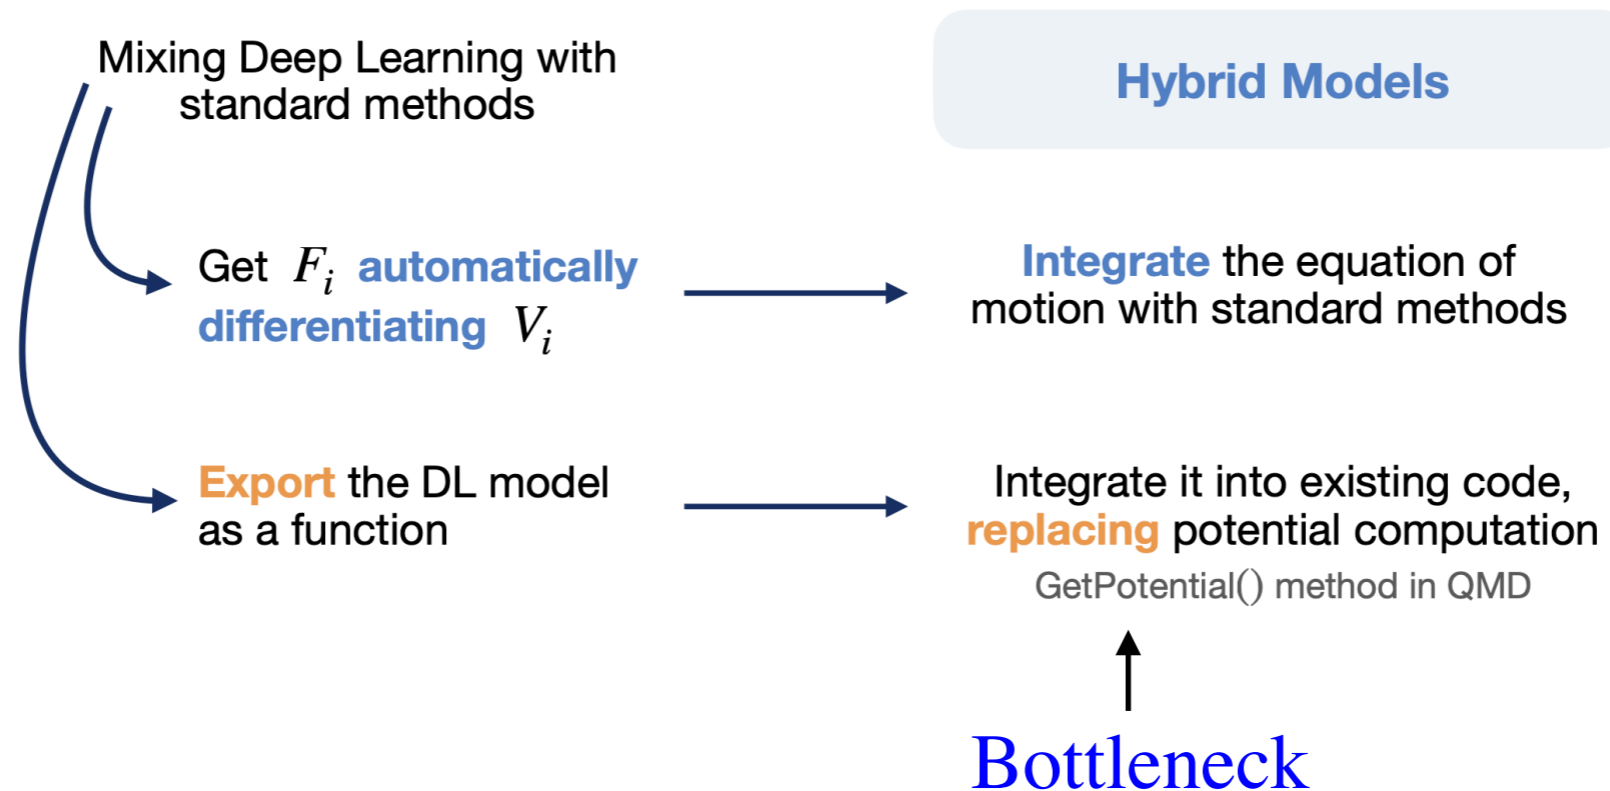 Mixing Deep Learning with
standard methods
Hybrid Models
Get F_i automatically
differentiating V_i
Integrate the equation of
motion with standard methods
Export the DL model
as a function
Integrate it into existing code,
replacing potential computation
GetPotential() method in QMD
Bottleneck